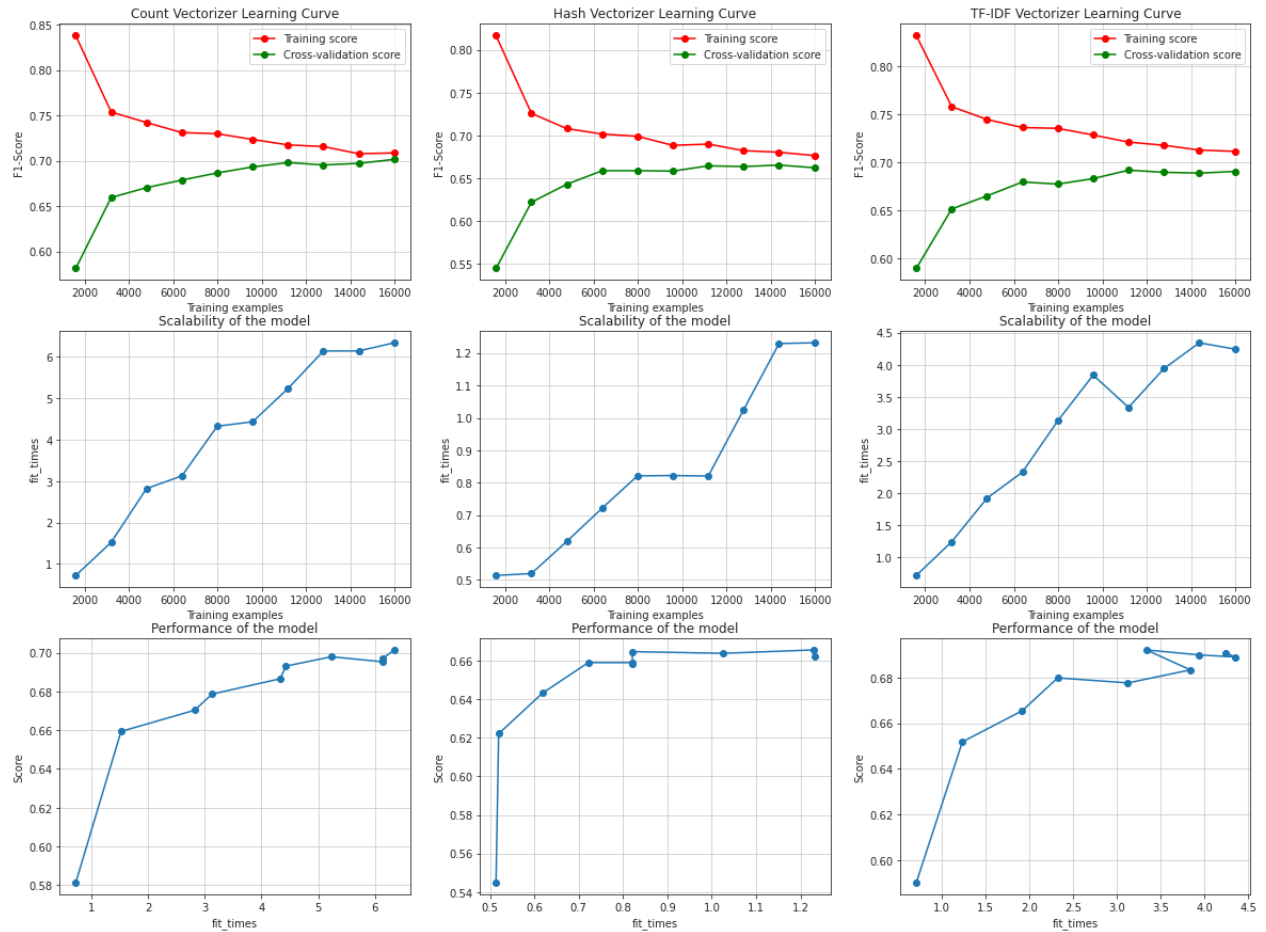 Count Vectorizer Learning Curve
0.85
0.80
0.75
0.70
0.65
0.60
F1-Score
Training score
Cross-validation score
2000 4000 6000 8000 10000 12000 14000 16000
Training examples
Hash Vectorizer Learning Curve
0.80
0.75
0.70
0.65
0.60
0.55
F1-Score
Training score
Cross-validation score
2000 4000 6000 8000 10000 12000 14000 16000
Training examples
TF-IDF Vectorizer Learning Curve
0.80
0.75
0.70
0.65
0.60
F1-Score
Training score
Cross-validation score
2000 4000 6000 8000 10000 12000 14000 16000
Training examples
Scalability of the model
6
5
4
3
2
1
fit_times
2000 4000 6000 8000 10000 12000 14000 16000
Training examples
Scalability of the model
1.2
1.1
1.0
0.9
0.8
0.7
0.6
0.5
fit_times
2000 4000 6000 8000 10000 12000 14000 16000
Training examples
Scalability of the model
4.5
4.0
3.5
3.0
2.5
2.0
1.5
1.0
fit_times
2000 4000 6000 8000 10000 12000 14000 16000
Training examples
Performance of the model
0.70
0.68
0.66
0.64
0.62
0.60
0.58
Score
1 2 3 4 5 6
fit_times
Performance of the model
0.66
0.64
0.62
0.60
0.58
0.56
0.54
Score
0.5 0.6 0.7 0.8 0.9 1.0 1.1 1.2
fit_times
Performance of the model
0.68
0.66
0.64
0.62
0.60
Score
1.0 1.5 2.0 2.5 3.0 3.5 4.0 4.5
fit_times